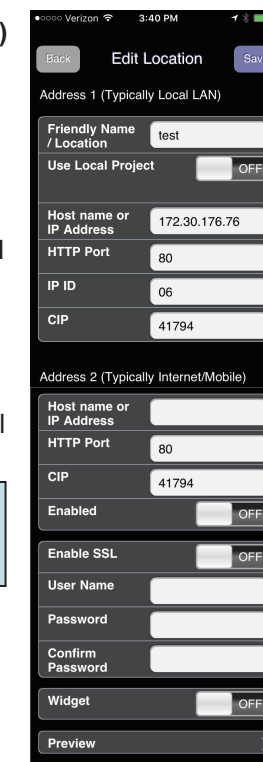 Verizon 3:40 PM
Back Edit Location Sav
Address 1 (Typically Local LAN)
Friendly Name
/ Location
test
Use Local Project
OFF
Host name or
IP Address
172.30.176.76
HTTP Port
80
IP ID
06
CIP
41794
Address 2 (Typically Internet/Mobile)
Host name or
IP Address
HTTP Port
80
CIP
41794
Enabled
OFF
Enable SSL
OFF
User Name
Password
Confirm
Password
Widget
OFF
Preview